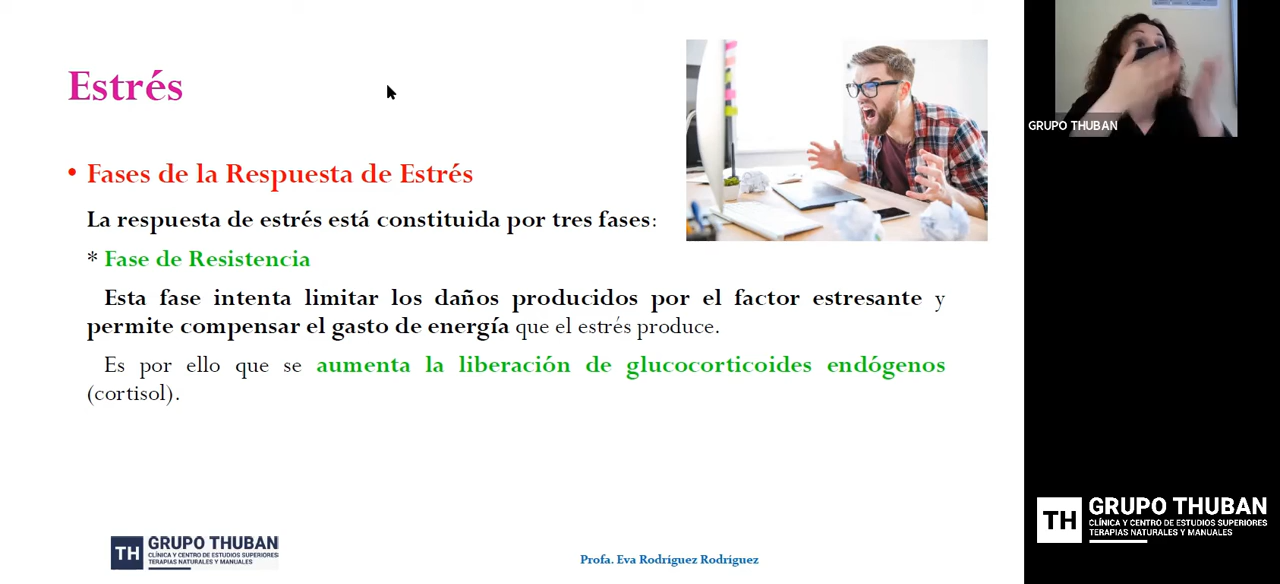 Estrés
• Fases de la Respuesta de Estrés
La respuesta de estrés está constituida por tres fases:
* Fase de Resistencia
Esta fase intenta limitar los daños producidos por el factor estresante y
permite compensar el gasto de energía que el estrés produce.
Es por ello que se aumenta la liberación de glucocorticoides endógenos
(cortisol).
TH GRUPO THUBAN
CLÍNICA Y CENTRO DE ESTUDIOS SUPERIORES
TERAPIAS NATURALES Y MANUALES
Profa. Eva Rodríguez Rodríguez
GRUPO THUBAN
TH GRUPO THUBAN
CLÍNICA Y CENTRO DE ESTUDIOS SUPERIORES
TERAPIAS NATURALES Y MANUALES